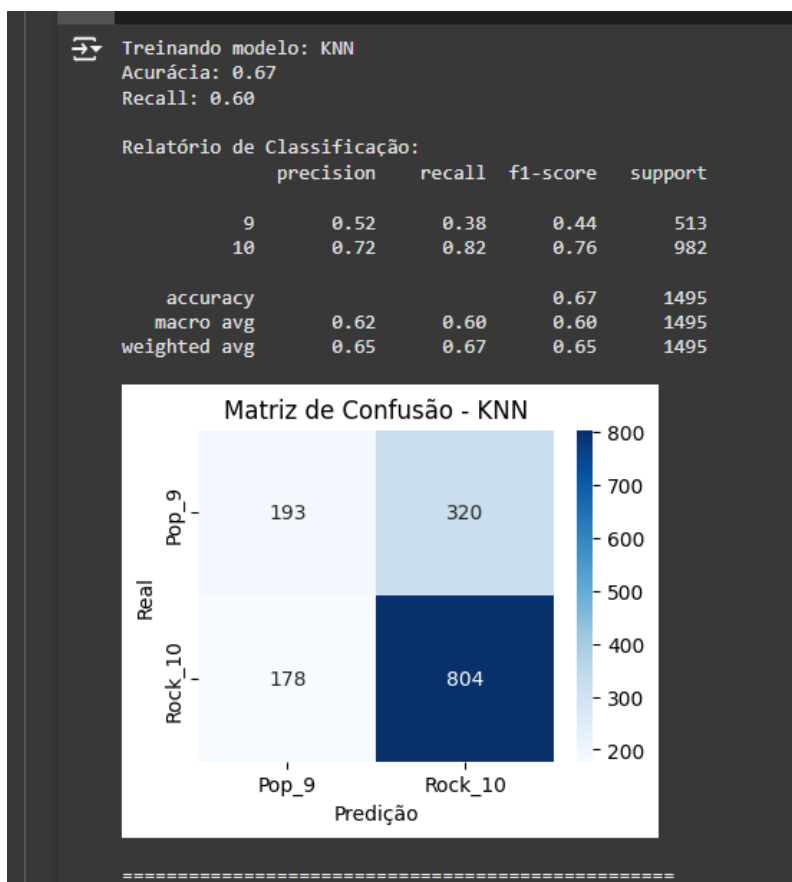 Treinando modelo: KNN
Acurácia: 0.67
Recall: 0.60
Relatório de Classificação:
precision recall f1-score support
9 0.52 0.38 0.44 513
10 0.72 0.82 0.76 982
accuracy 0.67 1495
macro avg 0.62 0.60 0.60 1495
weighted avg 0.65 0.67 0.65 1495
Matriz de Confusão - KNN
800
700
Pop_9 193 320
600
500
Real
400
Rock_10 178 804
300
200
Pop_9 Rock_10
Predição
==================================================